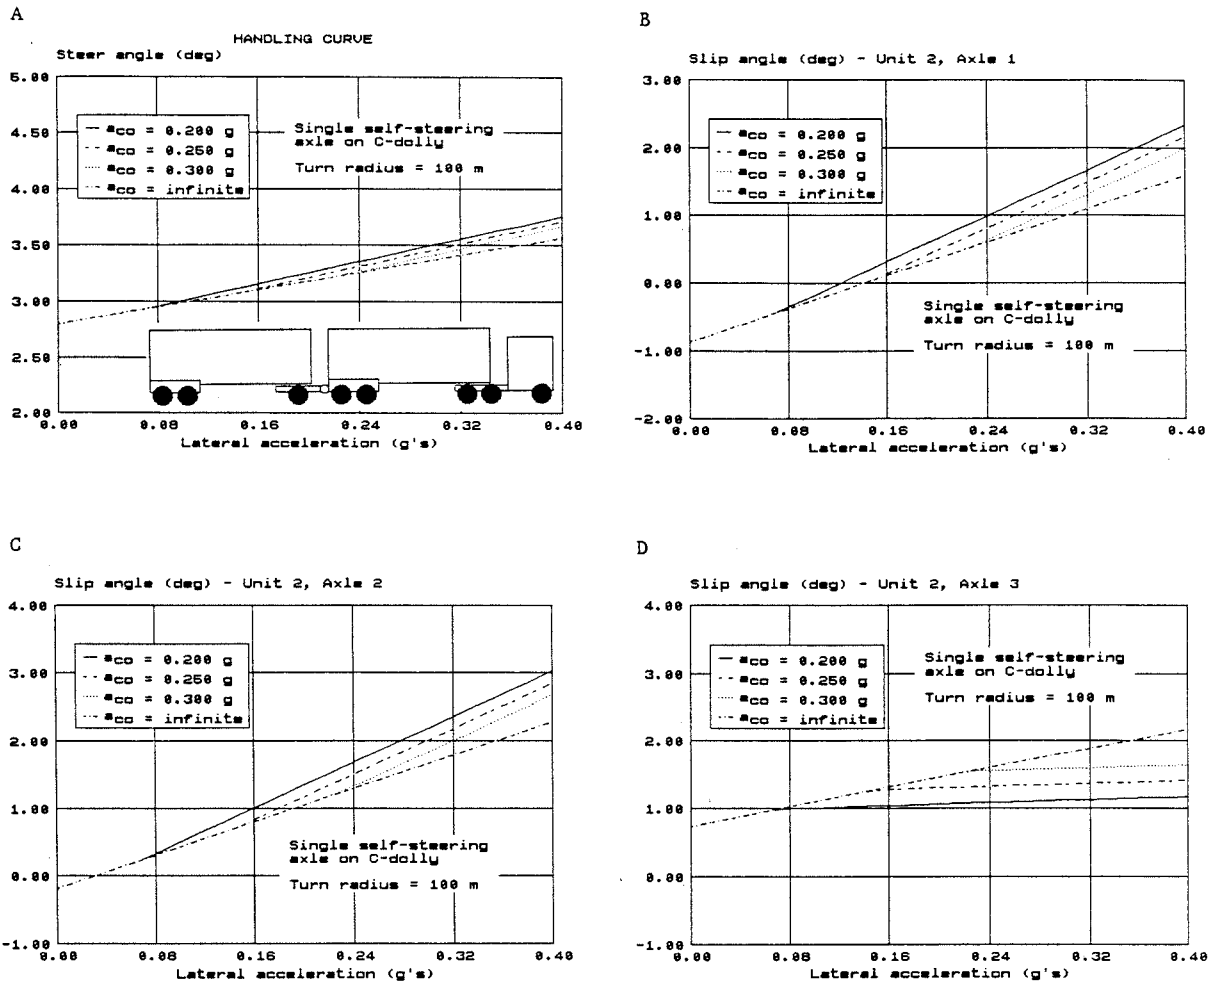 A
HANDLING CURVE
Steer angle (deg)
5.00
4.50
4.00
3.50
3.00
2.50
2.00
aco = 0.200 g
aco = 0.250 g
aco = 0.300 g
aco = infinite
Single self-steering
axle on C-dolly
Turn radius = 100 m
0.00 0.08 0.16 0.24 0.32 0.40
Lateral acceleration (g's)
B
Slip angle (deg) - Unit 2, Axle 1
3.00
2.00
1.00
0.00
-1.00
-2.00
aco = 0.200 g
aco = 0.250 g
aco = 0.300 g
aco = infinite
Single self-steering
axle on C-dolly
Turn radius = 100 m
0.00 0.08 0.16 0.24 0.32 0.40
Lateral acceleration (g's)
C
Slip angle (deg) - Unit 2, Axle 2
4.00
3.00
2.00
1.00
0.00
-1.00
aco = 0.200 g
aco = 0.250 g
aco = 0.300 g
aco = infinite
Single self-steering
axle on C-dolly
Turn radius = 100 m
0.00 0.08 0.16 0.24 0.32 0.40
Lateral acceleration (g's)
D
Slip angle (deg) - Unit 2, Axle 3
4.00
3.00
2.00
1.00
0.00
-1.00
aco = 0.200 g
aco = 0.250 g
aco = 0.300 g
aco = infinite
Single self-steering
axle on C-dolly
Turn radius = 100 m
0.00 0.08 0.16 0.24 0.32 0.40
Lateral acceleration (g's)